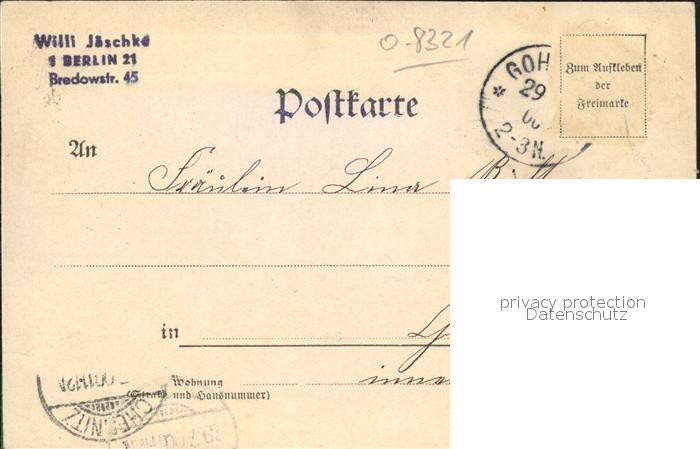 Willi Jäschke
1 BERLIN 21
Bredowstr. 45
0-8321
GOH
29
2-3N.
Zum Aufkleben
der
Freimarke
Postkarte
An
Fräulein Lina
privacy protection
Datenschutz
in
Wohnung
(Straße und Hausnummer)
CHEMNITZ